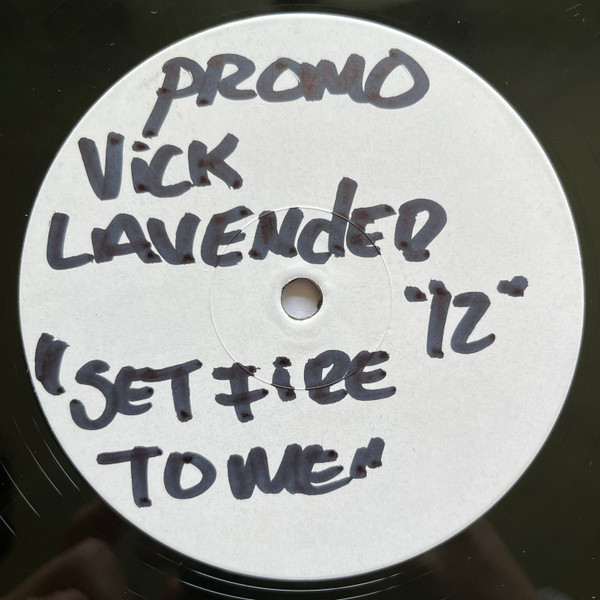 PROMO
VicK
LAVENdER
"12"
"SET FiRE
TO ME"